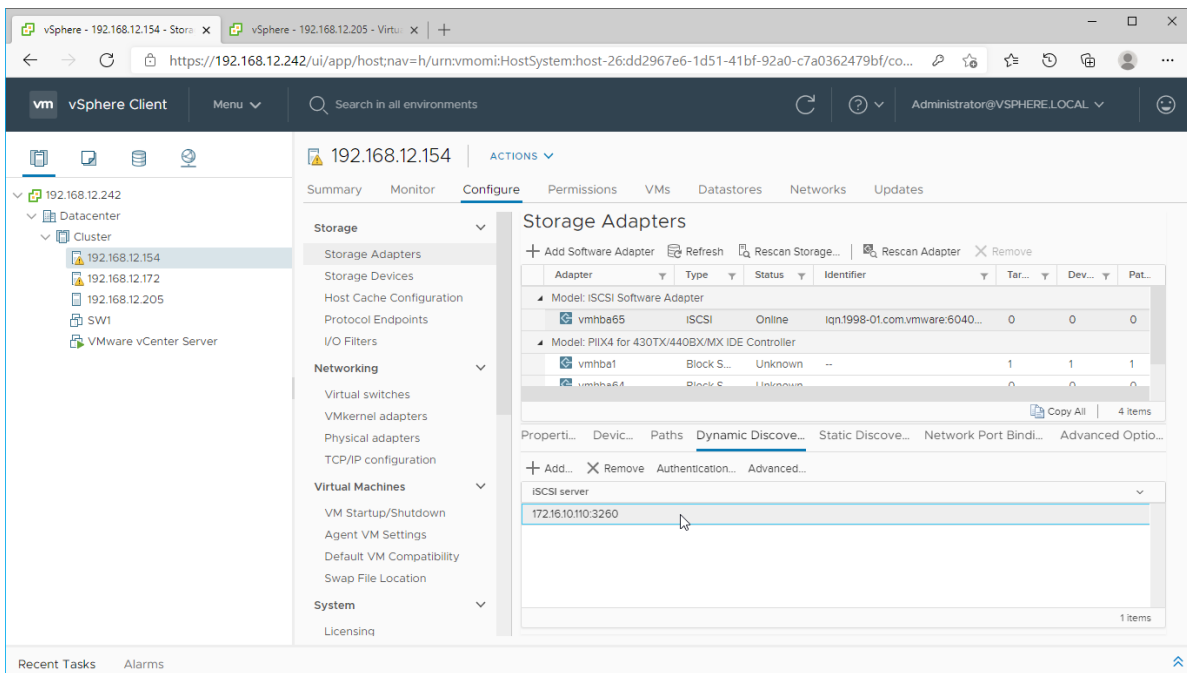 vSphere - 192.168.12.154 - Stora
vSphere - 192.168.12.205 - Virtu
https://192.168.12.242/ui/app/host;nav=h/urn:vmomi:HostSystem:host-26:dd2967e6-1d51-41bf-92a0-c7a0362479bf/co...
vm vSphere Client Menu Search in all environments Administrator@VSPHERE.LOCAL
192.168.12.242
Datacenter
Cluster
192.168.12.154
192.168.12.172
192.168.12.205
SW1
VMware vCenter Server
192.168.12.154 ACTIONS
Summary Monitor Configure Permissions VMs Datastores Networks Updates
Storage
Storage Adapters
Storage Devices
Host Cache Configuration
Protocol Endpoints
I/O Filters
Networking
Virtual switches
VMkernel adapters
Physical adapters
TCP/IP configuration
Virtual Machines
VM Startup/Shutdown
Agent VM Settings
Default VM Compatibility
Swap File Location
System
Licensing
Storage Adapters
+ Add Software Adapter Refresh Rescan Storage... Rescan Adapter Remove
Adapter Type Status Identifier Tar... Dev... Pat...
Model: iSCSI Software Adapter
vmhba65 iSCSI Online iqn.1998-01.com.vmware:6040... 0 0 0
Model: PIIX4 for 430TX/440BX/MX IDE Controller
vmhba1 Block S... Unknown -- 1 1 1
vmhba64 Block S... Unknown 0 0 0
Copy All 4 items
Properti... Devic... Paths Dynamic Discove... Static Discove... Network Port Bindi... Advanced Optio...
+ Add... Remove Authentication... Advanced...
iSCSI server
172.16.10.110:3260
1 items
Recent Tasks Alarms